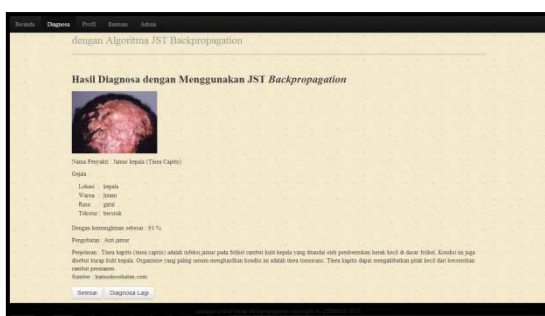 Beranda Diagnosa Profil Bantuan Admin
dengan Algoritma JST Backpropagation
Hasil Diagnosa dengan Menggunakan JST Backpropagation
Nama Penyakit : Jamur kepala (Tinea Capitis)
Gejala :
Lokasi : kepala
Warna : hitam
Rasa : gatal
Tekstur : bersisik
Dengan kemungkinan sebesar : 91 %
Pengobatan : Anti jamur
Penjelasan : Tinea kapitis (tinea capitis) adalah infeksi jamur pada folikel rambut kulit kepala yang ditandai oleh pembentukan kerak kecil di dasar folikel. Kondisi ini juga
disebut kurap kulit kepala. Organisme yang paling umum menghasilkan kondisi ini adalah tinea tonsurans. Tinea kapitis dapat mengakibatkan pitak kecil dari kerontokan
rambut permanen.
Sumber : kamuskesehatan.com
Selesai Diagnosa Lagi